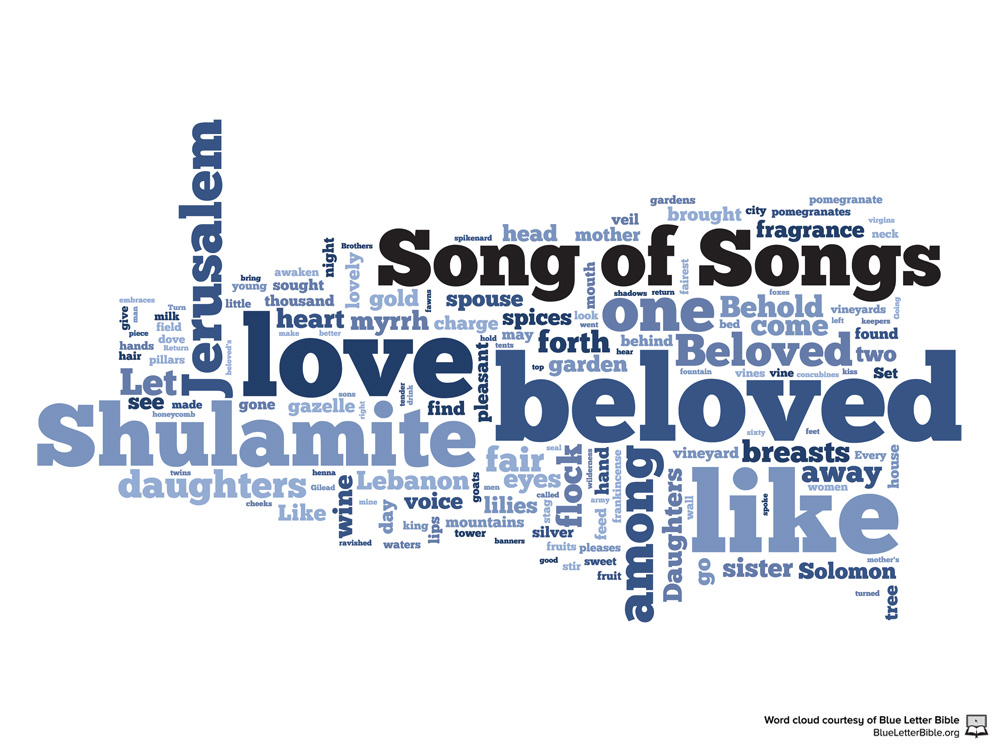 Song of Songs
Jerusalem
love
beloved
Shulamite
like
one
among
Beloved
gardens
pomegranate
veil
brought
city
pomegranates
virgins
spikenard
head
mother
fragrance
neck
night
Brothers
lovely
mouth
fairest
bring
awaken
young
sought
shadows
return
foxes
embraces
man
Turn
little
thousand
gold
fawns
spouse
Behold
vineyards
Going
give
milk
heart
myrrh
charge
spices
look
went
bed
come
left
keepers
field
piece
dove
Return
make
better
may
hold
forth
behind
found
hands
hair
pillars
beloved's
tents
hear
two
pleasant
top
garden
fountain
vines
vine
concubines
kiss
Set
Let
see
made
honeycomb
gone
sons
gazelle
right
tender
drink
find
sixty
feet
seal
fair
eyes
flock
wilderness
hand
frankincense
vineyard
breasts
Every
house
away
women
twins
daughters
henna
Gilead
cheeks
Like
wine
Lebanon
mine
day
goats
men
called
voice
lilies
stag
army
feed
Daughters
wall
spoke
king
lips
mountains
tower
silver
ravished
waters
banners
fruits
pleases
good
stir
sweet
fruit
go
sister
mother's
Solomon
turned
tree
Word cloud courtesy of Blue Letter Bible
BlueLetterBible.org